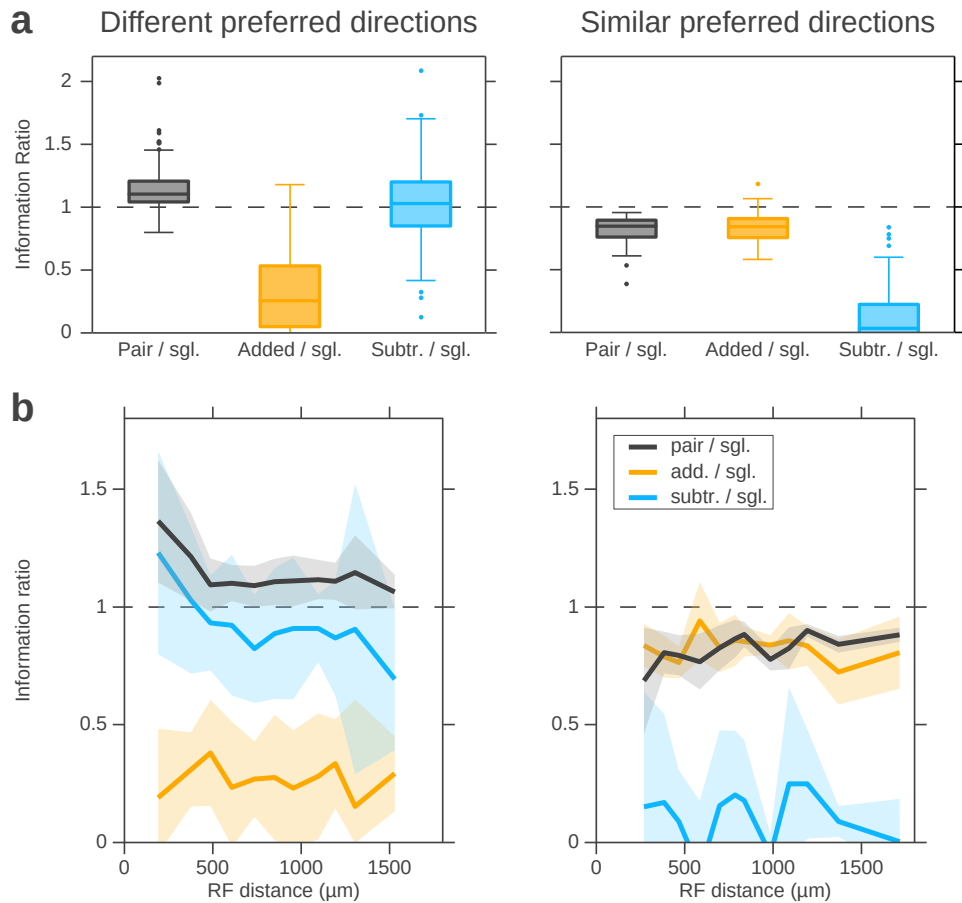 a
Different preferred directions
Similar preferred directions
Information Ratio
2
1.5
1
0.5
0
Pair / sgl.
Added / sgl.
Subtr. / sgl.
Pair / sgl.
Added / sgl.
Subtr. / sgl.
b
Information ratio
1.5
1
0.5
0
0
500
1000
1500
RF distance (μm)
pair / sgl.
add. / sgl.
subtr. / sgl.
1.5
1
0.5
0
0
500
1000
1500
RF distance (μm)